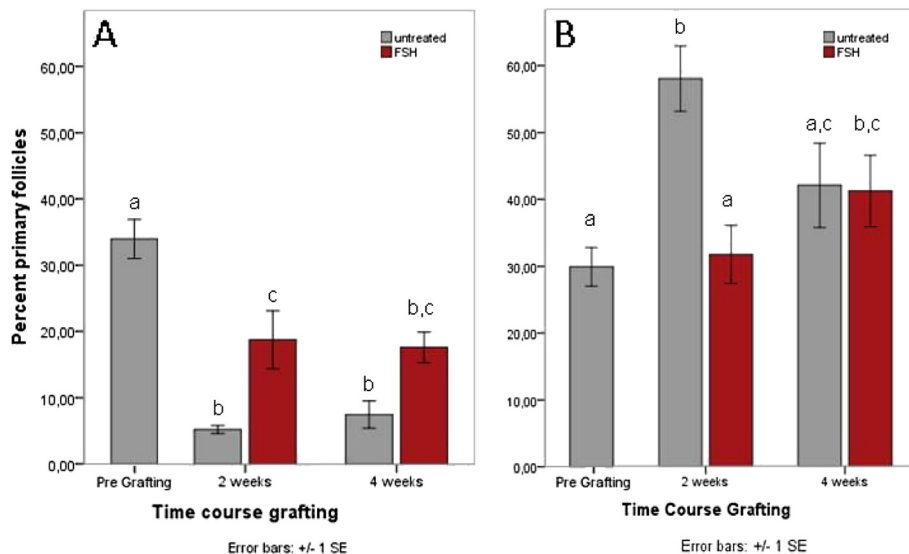 A
untreated
FSH
Percent primary follicles
60,00
50,00
40,00
30,00
20,00
10,00
0,00
a
b
c
b
b,c
Pre Grafting
2 weeks
4 weeks
Time course grafting
Error bars: +/- 1 SE
B
untreated
FSH
60,00
50,00
40,00
30,00
20,00
10,00
0,00
a
b
a
a,c
b,c
Pre Grafting
2 weeks
4 weeks
Time Course Grafting
Error bars: +/- 1 SE